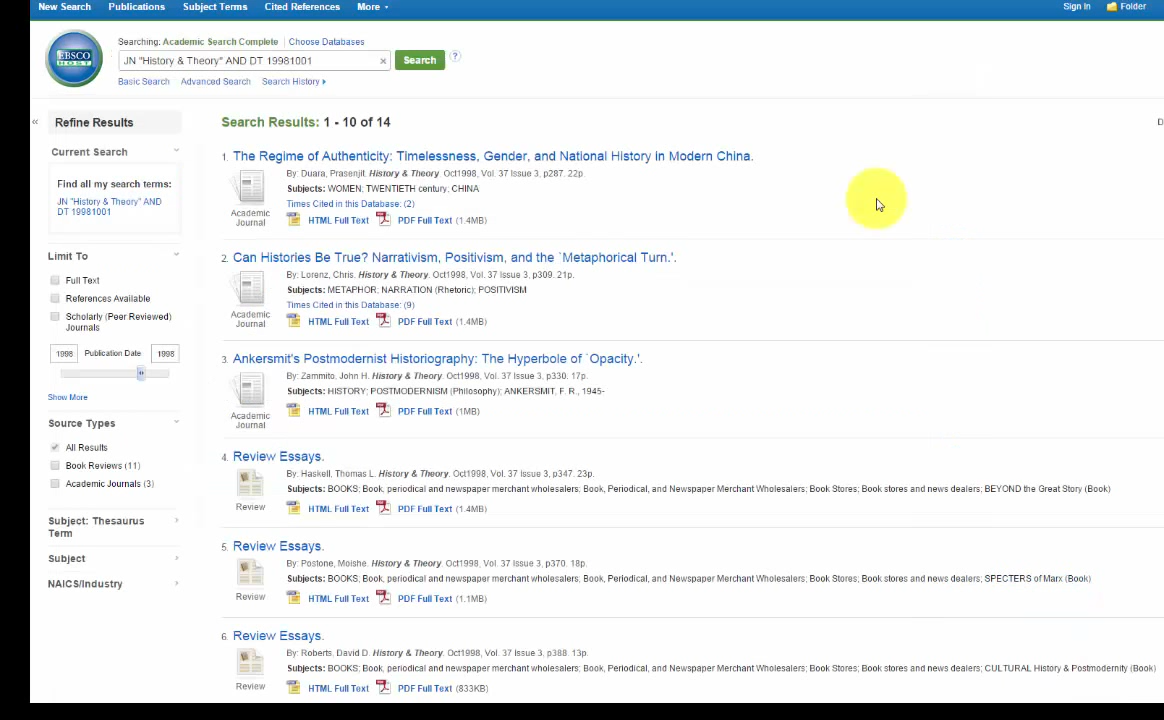 New Search Publications Subject Terms Cited References More Sign In Folder
Searching: Academic Search Complete Choose Databases
EBSCO HOST
JN "History & Theory" AND DT 19981001 × Search ?
Basic Search Advanced Search Search History
« Refine Results
Search Results: 1 - 10 of 14
D
Current Search
Find all my search terms:
JN "History & Theory" AND
DT 19981001
Limit To
Full Text
References Available
Scholarly (Peer Reviewed)
Journals
1998 Publication Date 1998
Show More
Source Types
All Results
Book Reviews (11)
Academic Journals (3)
Subject: Thesaurus
Term
Subject
NAICS/Industry
1. The Regime of Authenticity: Timelessness, Gender, and National History in Modern China.
By: Duara, Prasenjit. History & Theory. Oct1998, Vol. 37 Issue 3, p287. 22p.
Subjects: WOMEN; TWENTIETH century; CHINA
Times Cited in this Database: (2)
Academic
Journal
HTML Full Text PDF Full Text (1.4MB)
2. Can Histories Be True? Narrativism, Positivism, and the `Metaphorical Turn.'.
By: Lorenz, Chris. History & Theory. Oct1998, Vol. 37 Issue 3, p309. 21p.
Subjects: METAPHOR; NARRATION (Rhetoric); POSITIVISM
Times Cited in this Database: (9)
Academic
Journal
HTML Full Text PDF Full Text (1.4MB)
3. Ankersmit's Postmodernist Historiography: The Hyperbole of `Opacity.'.
By: Zammito, John H. History & Theory. Oct1998, Vol. 37 Issue 3, p330. 17p.
Subjects: HISTORY; POSTMODERNISM (Philosophy); ANKERSMIT, F. R., 1945-
Academic
Journal
HTML Full Text PDF Full Text (1MB)
4. Review Essays.
By: Haskell, Thomas L. History & Theory. Oct1998, Vol. 37 Issue 3, p347. 23p.
Subjects: BOOKS; Book, periodical and newspaper merchant wholesalers; Book, Periodical, and Newspaper Merchant Wholesalers; Book Stores; Book stores and news dealers; BEYOND the Great Story (Book)
Review
HTML Full Text PDF Full Text (1.4MB)
5. Review Essays.
By: Postone, Moishe. History & Theory. Oct1998, Vol. 37 Issue 3, p370. 18p.
Subjects: BOOKS; Book, periodical and newspaper merchant wholesalers; Book, Periodical, and Newspaper Merchant Wholesalers; Book Stores; Book stores and news dealers; SPECTERS of Marx (Book)
Review
HTML Full Text PDF Full Text (1.1MB)
6. Review Essays.
By: Roberts, David D. History & Theory. Oct1998, Vol. 37 Issue 3, p388. 13p.
Subjects: BOOKS; Book, periodical and newspaper merchant wholesalers; Book, Periodical, and Newspaper Merchant Wholesalers; Book Stores; Book stores and news dealers; CULTURAL History & Postmodernity (Book)
Review
HTML Full Text PDF Full Text (833KB)